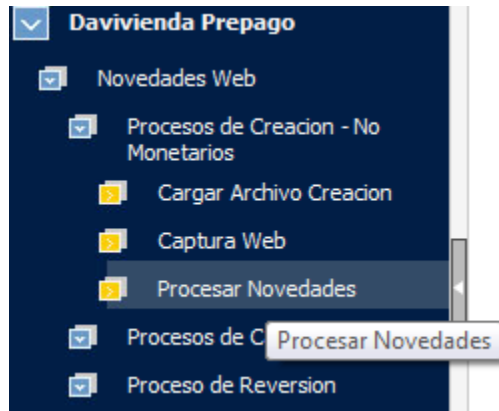 Davivienda Prepago
Novedades Web
Procesos de Creacion - No
Monetarios
Cargar Archivo Creacion
Captura Web
Procesar Novedades
Procesos de C
Procesar Novedades
Proceso de Reversion